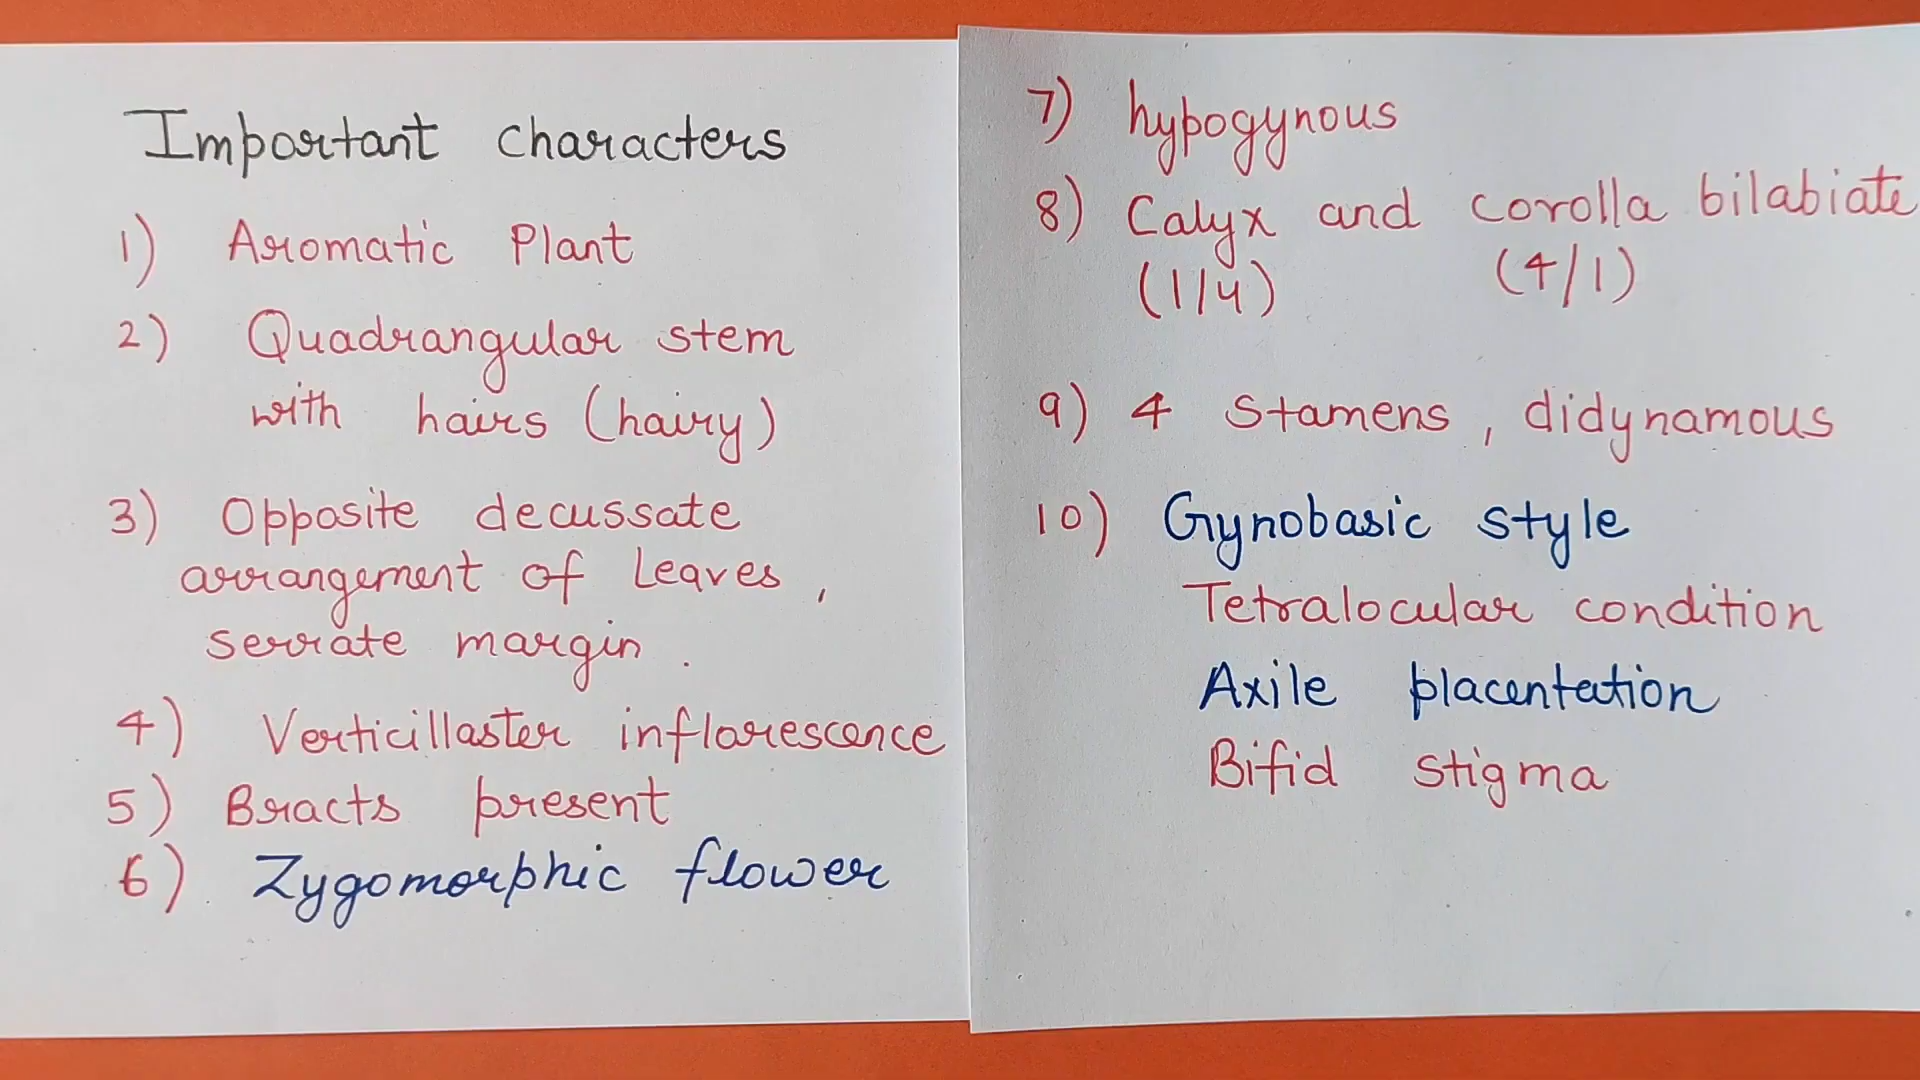 Important characters
1) Aromatic Plant
2) Quadrangular stem
with hairs (hairy)
3) Opposite decussate
arrangement of Leaves,
serrate margin.
4) Verticillaster inflorescence
5) Bracts present
6) Zygomorphic flower
7) hypogynous
8) Calyx and corolla bilabiate
(1/4) (4/1)
9) 4 Stamens, didynamous
10) Gynobasic style
Tetralocular condition
Axile placentation
Bifid stigma